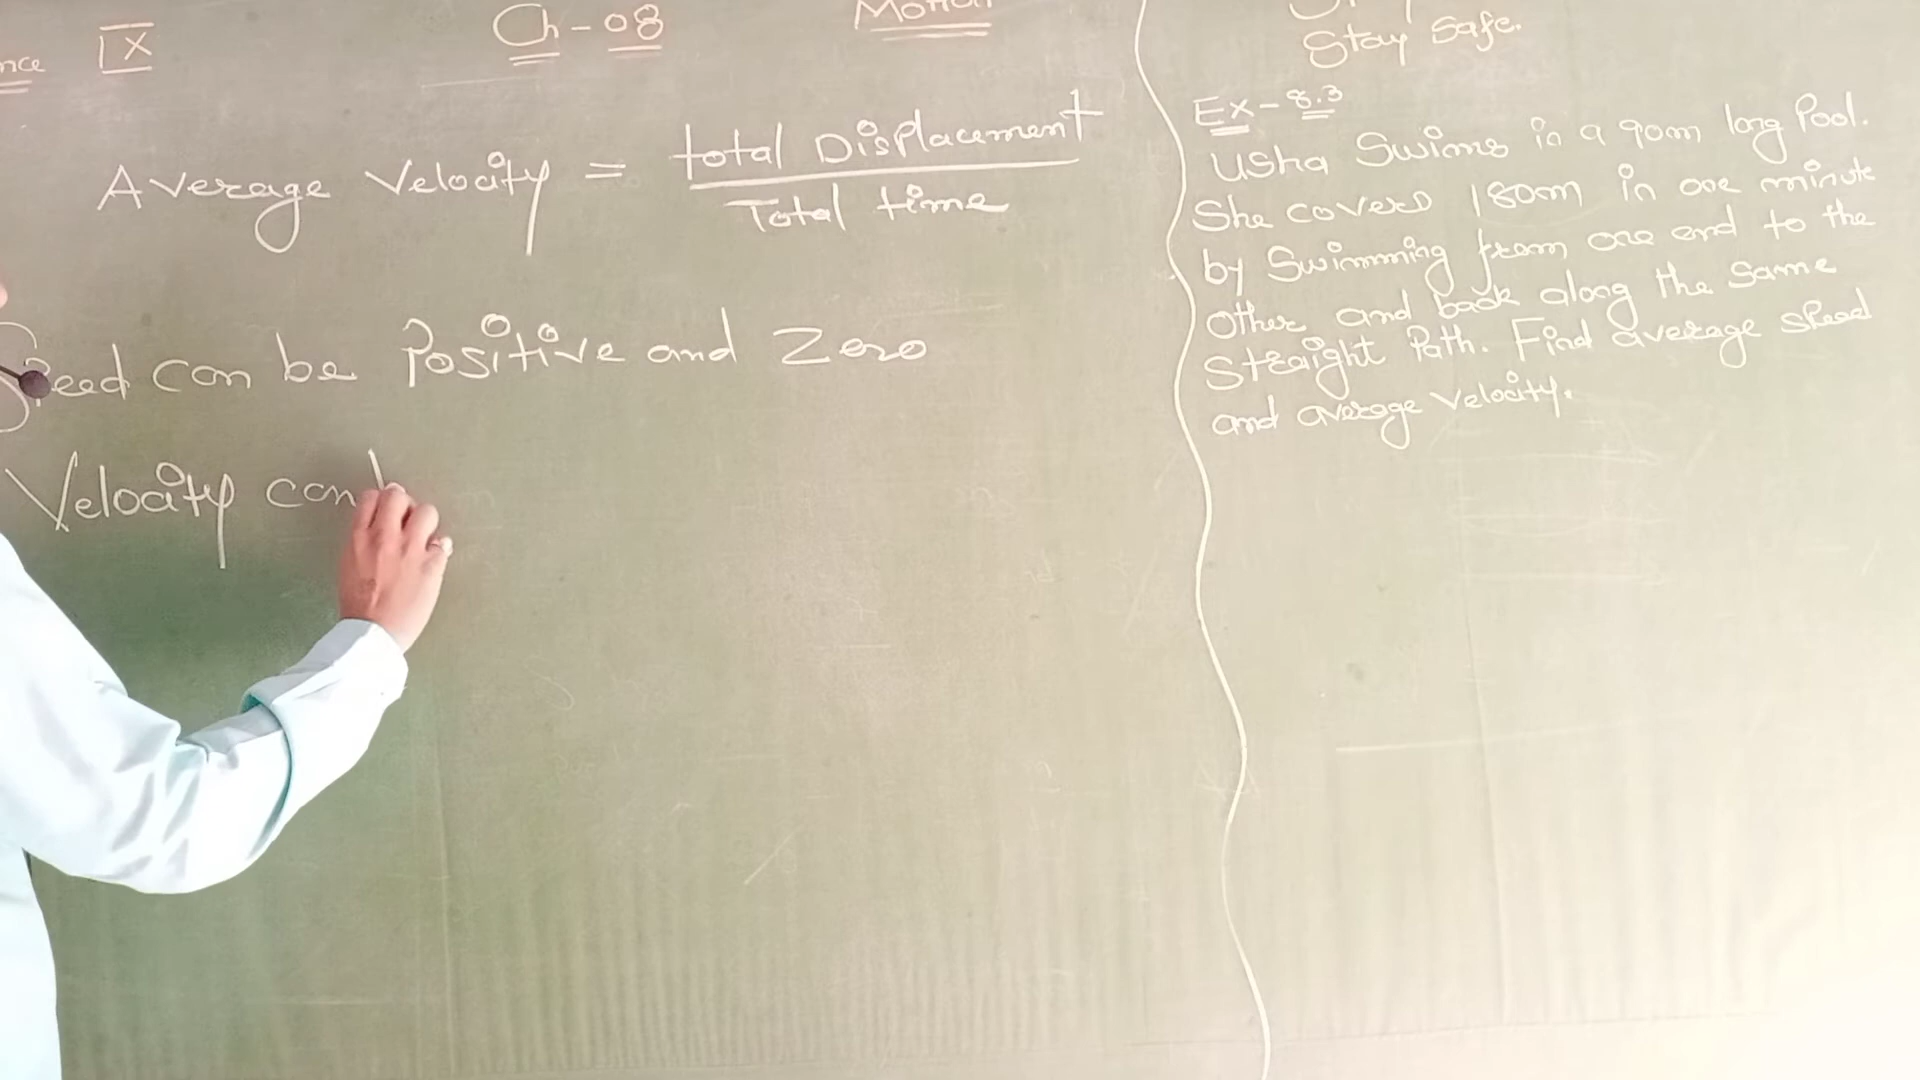 IX
Ch-08
Motion
Average Velocity = total Displacement
Total time
Speed can be Positive and Zero
Velocity can
Stay safe.
Ex-8.3
Usha Swims in a 90m long Pool.
She covers 180m in one minute
by Swimming from one end to the
Other and back along the Same
Straight Path. Find average speed
and average velocity.